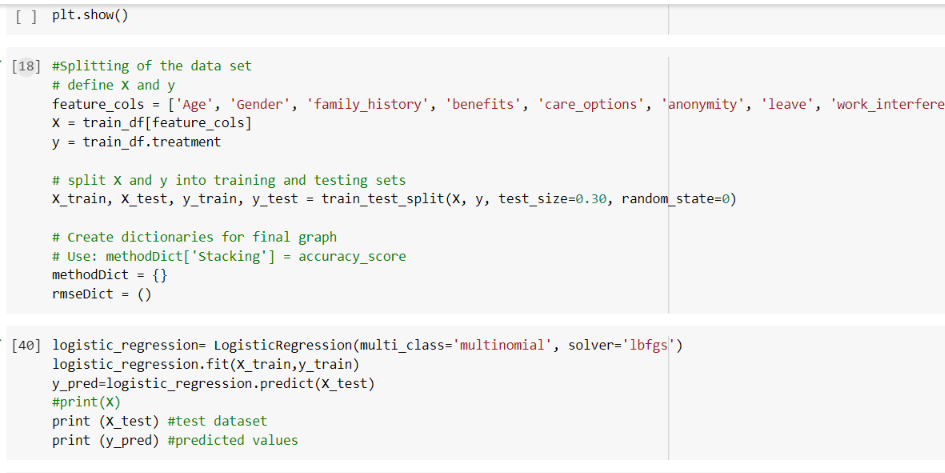 [ ] plt.show()
[18] #Splitting of the data set
# define X and y
feature_cols = ['Age', 'Gender', 'family_history', 'benefits', 'care_options', 'anonymity', 'leave', 'work_interfere
X = train_df[feature_cols]
y = train_df.treatment
# split X and y into training and testing sets
X_train, X_test, y_train, y_test = train_test_split(X, y, test_size=0.30, random_state=0)
# Create dictionaries for final graph
# Use: methodDict['Stacking'] = accuracy_score
methodDict = {}
rmseDict = ()
[40] logistic_regression= LogisticRegression(multi_class='multinomial', solver='lbfgs')
logistic_regression.fit(X_train,y_train)
y_pred=logistic_regression.predict(X_test)
#print(X)
print (X_test) #test dataset
print (y_pred) #predicted values